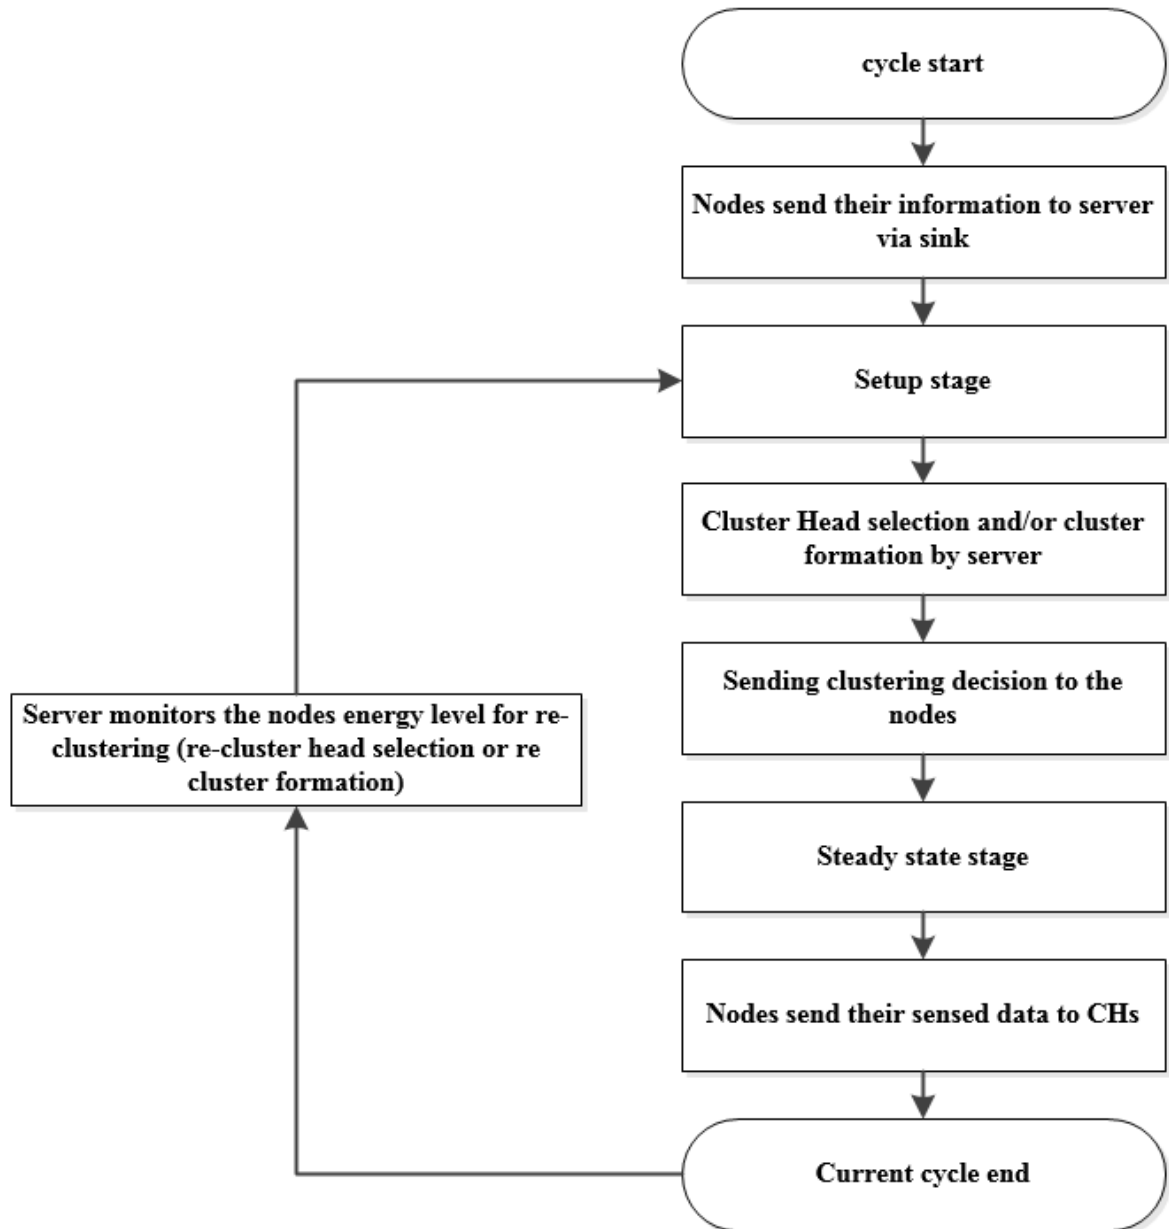 cycle start
Nodes send their information to server
via sink
Setup stage
Cluster Head selection and/or cluster
formation by server
Sending clustering decision to the
nodes
Server monitors the nodes energy level for re-
clustering (re-cluster head selection or re
cluster formation)
Steady state stage
Nodes send their sensed data to CHs
Current cycle end